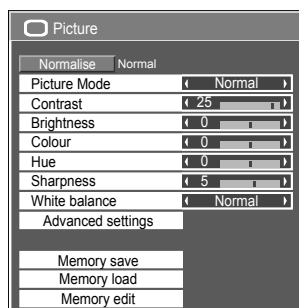 Picture
Normalise Normal
Picture Mode Normal
Contrast 25
Brightness 0
Colour 0
Hue 0
Sharpness 5
White balance Normal
Advanced settings
Memory save
Memory load
Memory edit